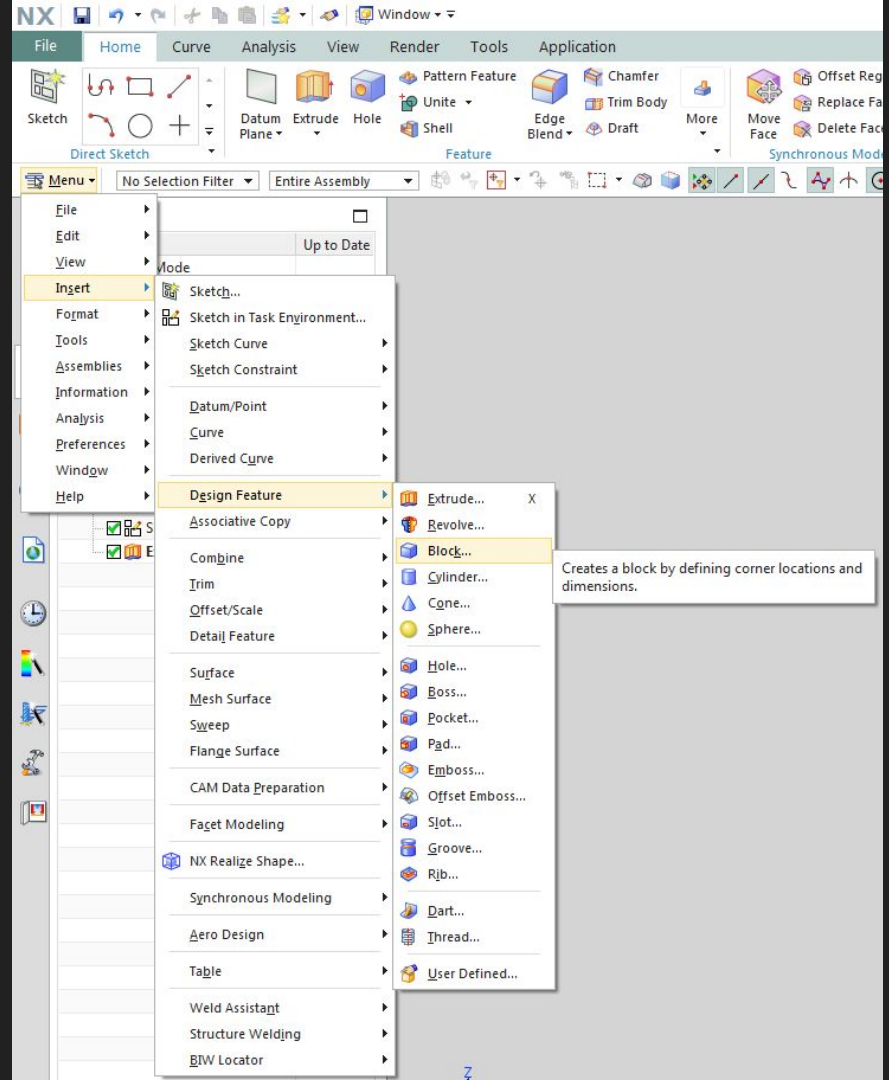 NX Window
File Home Curve Analysis View Render Tools Application
Sketch
Direct Sketch
Datum Plane
Extrude
Hole
Pattern Feature
Unite
Shell
Edge Blend
Chamfer
Trim Body
Draft
More
Feature
Move Face
Offset Reg
Replace Fa
Delete Fac
Synchronous Mode
Menu No Selection Filter Entire Assembly
Up to Date
Mode
File
Edit
View
Insert
Format
Tools
Assemblies
Information
Analysis
Preferences
Window
Help
S
E
Sketch...
Sketch in Task Environment...
Sketch Curve
Sketch Constraint
Datum/Point
Curve
Derived Curve
Design Feature
Associative Copy
Combine
Trim
Offset/Scale
Detail Feature
Surface
Mesh Surface
Sweep
Flange Surface
CAM Data Preparation
Facet Modeling
NX Realize Shape...
Synchronous Modeling
Aero Design
Table
Weld Assistant
Structure Welding
BIW Locator
Extrude... X
Revolve...
Block...
Cylinder...
Cone...
Sphere...
Hole...
Boss...
Pocket...
Pad...
Emboss...
Offset Emboss...
Slot...
Groove...
Rib...
Dart...
Thread...
User Defined...
Creates a block by defining corner locations and
dimensions.
Z